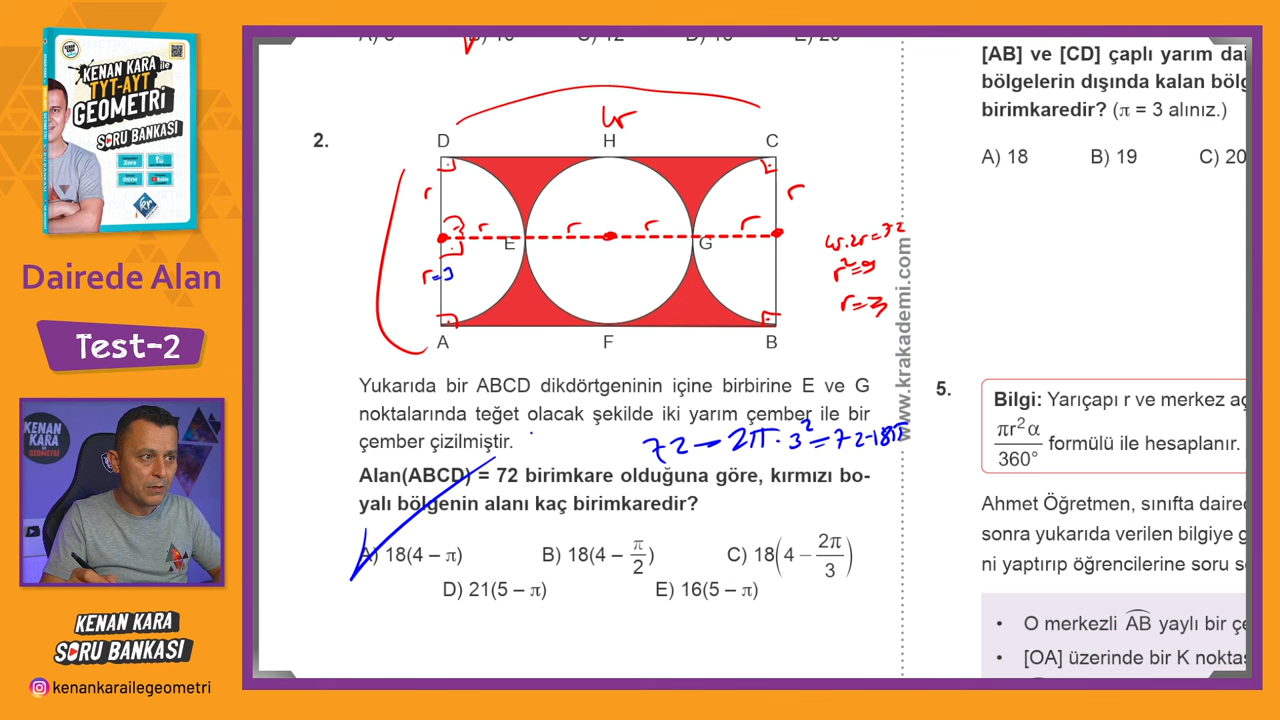 KENAN KARA ile
TYT-AYT
GEOMETRİ
SORU BANKASI
kr
Dairede Alan
Test-2
KENAN KARA
GEOMETRİ
KENAN KARA
SORU BANKASI
kenankarailegeometri
2.
4r
D H C
r r
r r r r
E G
r=3
A F B
4r.2r=72
r²=9
r=3
Yukarıda bir ABCD dikdörtgeninin içine birbirine E ve G
noktalarında teğet olacak şekilde iki yarım çember ile bir
çember çizilmiştir.
72 - 2π.3² = 72-18π
Alan(ABCD) = 72 birimkare olduğuna göre, kırmızı bo-
yalı bölgenin alanı kaç birimkaredir?
A) 18(4 – π) B) 18(4 – π/2) C) 18(4 – 2π/3)
D) 21(5 – π) E) 16(5 – π)
www.krakademi.com
[AB] ve [CD] çaplı yarım dai
bölgelerin dışında kalan bölg
birimkaredir? (π = 3 alınız.)
A) 18 B) 19 C) 20
5.
Bilgi: Yarıçapı r ve merkez aç
πr²α/360° formülü ile hesaplanır.
Ahmet Öğretmen, sınıfta daired
sonra yukarıda verilen bilgiye g
ni yaptırıp öğrencilerine soru s
• O merkezli AB yaylı bir çe
• [OA] üzerinde bir K noktas